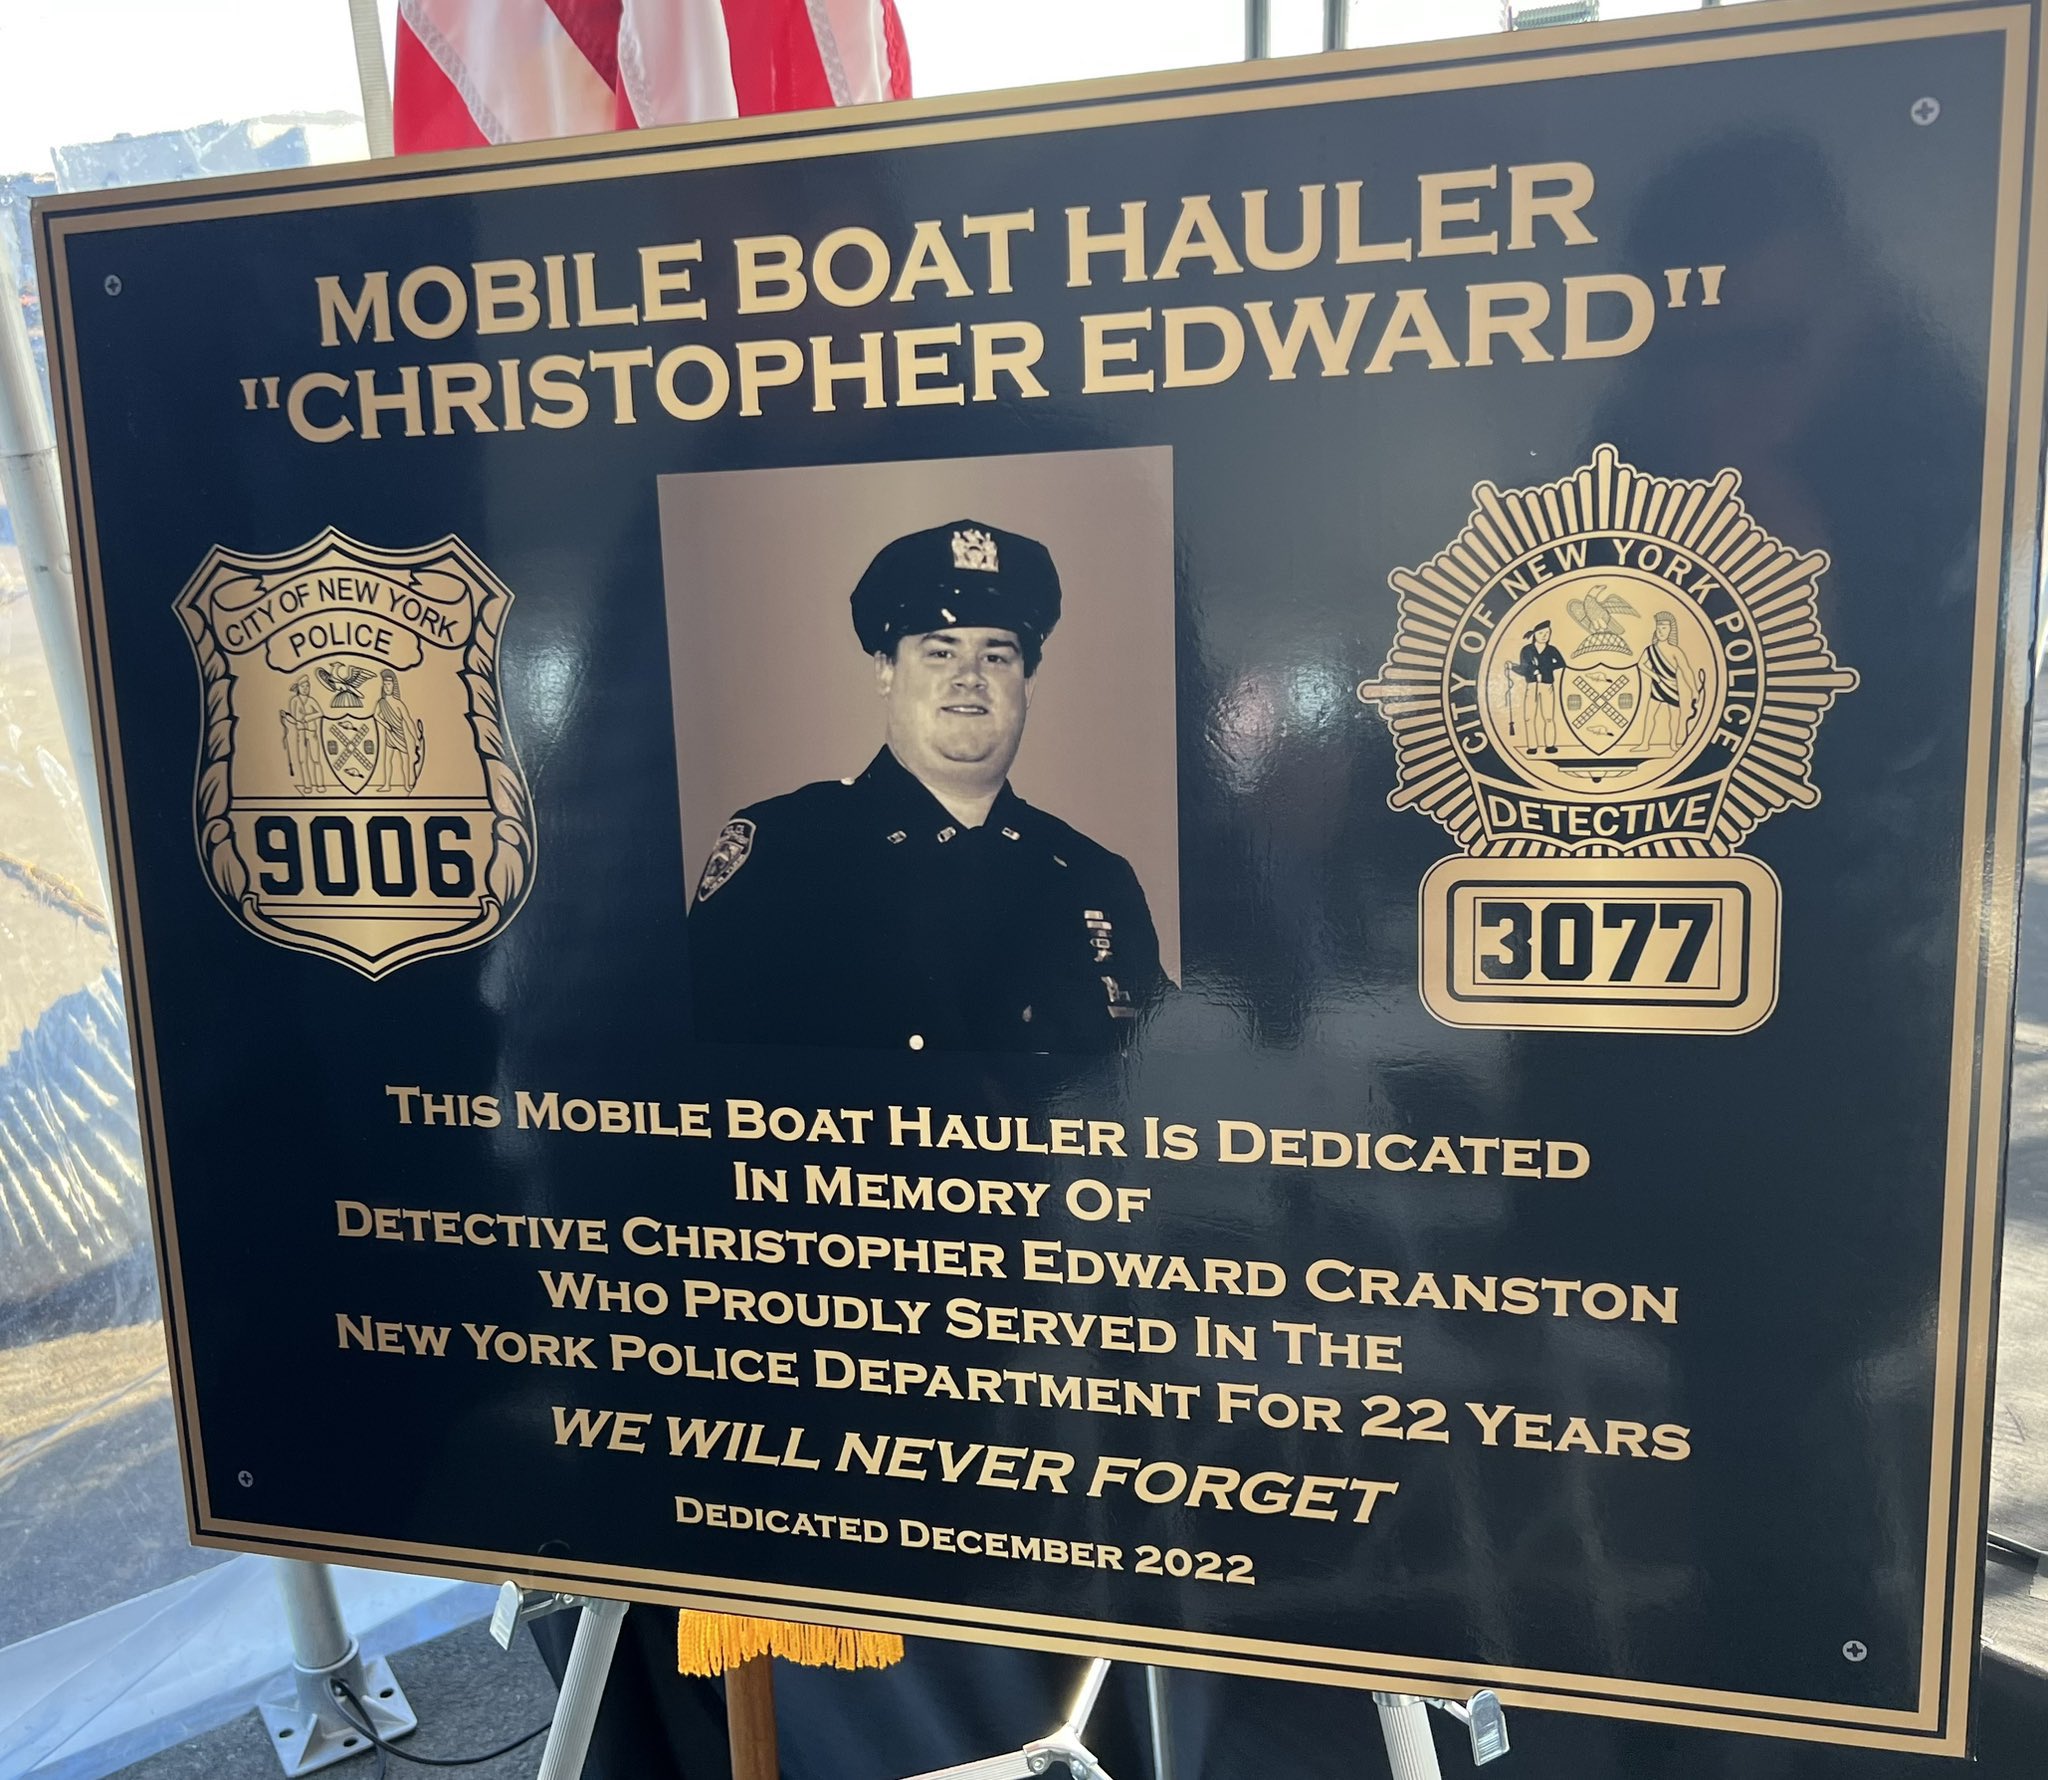 MOBILE BOAT HAULER
"CHRISTOPHER EDWARD"
CITY OF NEW YORK
POLICE
9006
CITY OF NEW YORK POLICE
DETECTIVE
3077
THIS MOBILE BOAT HAULER IS DEDICATED
IN MEMORY OF
DETECTIVE CHRISTOPHER EDWARD CRANSTON
WHO PROUDLY SERVED IN THE
NEW YORK POLICE DEPARTMENT FOR 22 YEARS
WE WILL NEVER FORGET
DEDICATED DECEMBER 2022